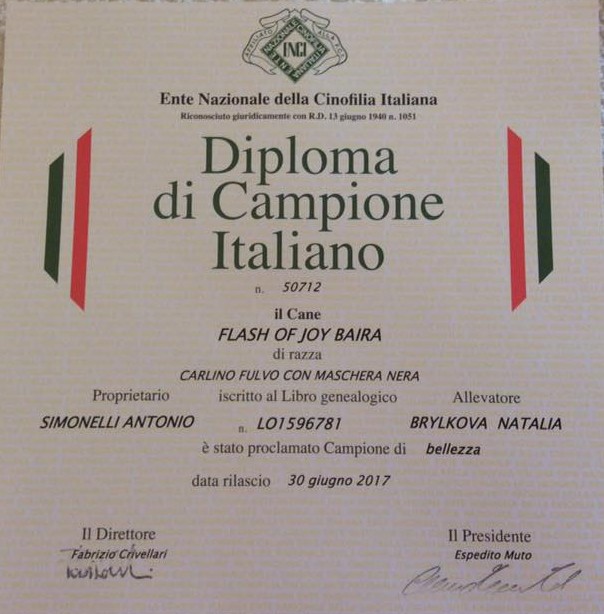 AFFILIATO ALLA F.C.I.
ENCI
Ente Nazionale della Cinofilia Italiana
Riconosciuto giuridicamente con R.D. 13 giugno 1940 n. 1051
Diploma
di Campione
Italiano
n. 50712
il Cane
FLASH OF JOY BAIRA
di razza
CARLINO FULVO CON MASCHERA NERA
Proprietario iscritto al Libro genealogico Allevatore
SIMONELLI ANTONIO n. LO1596781 BRYLKOVA NATALIA
è stato proclamato Campione di bellezza
data rilascio 30 giugno 2017
Il Direttore Il Presidente
Fabrizio Crivellari Espedito Muto